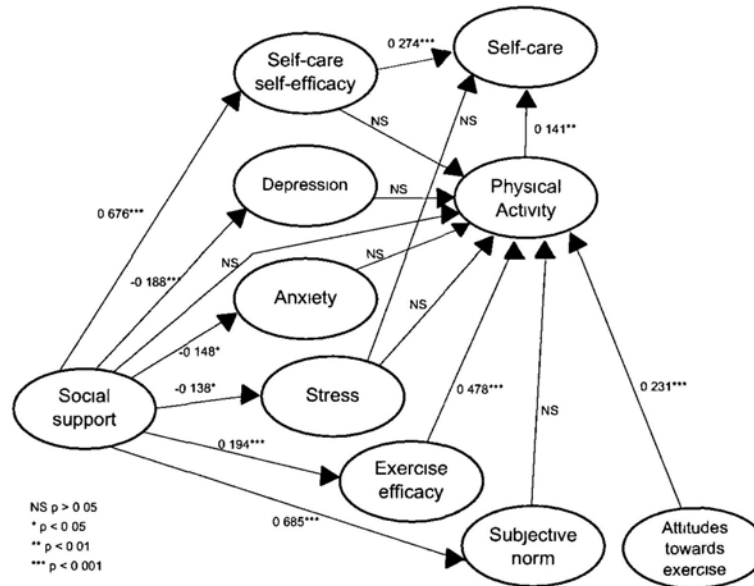 Self-care
self-efficacy
0 274***
Self-care
NS
NS
0 141**
Depression
NS
Physical
Activity
0 676***
-0 188***
NS
NS
Anxiety
NS
-0 148*
Social
support
-0 138*
Stress
0 478***
0 231***
0 194***
NS
Exercise
efficacy
0 685***
Subjective
norm
Attitudes
towards
exercise
NS p > 0 05
* p < 0 05
** p < 0 01
*** p < 0 001